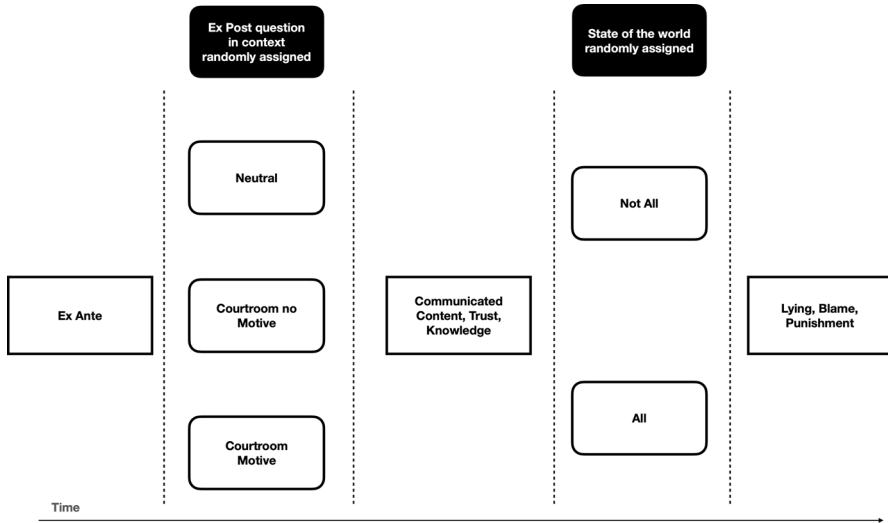 Ex Post question
in context
randomly assigned
State of the world
randomly assigned
Neutral
Not All
Ex Ante
Courtroom no
Motive
Communicated
Content, Trust,
Knowledge
Lying, Blame,
Punishment
All
Courtroom
Motive
Time